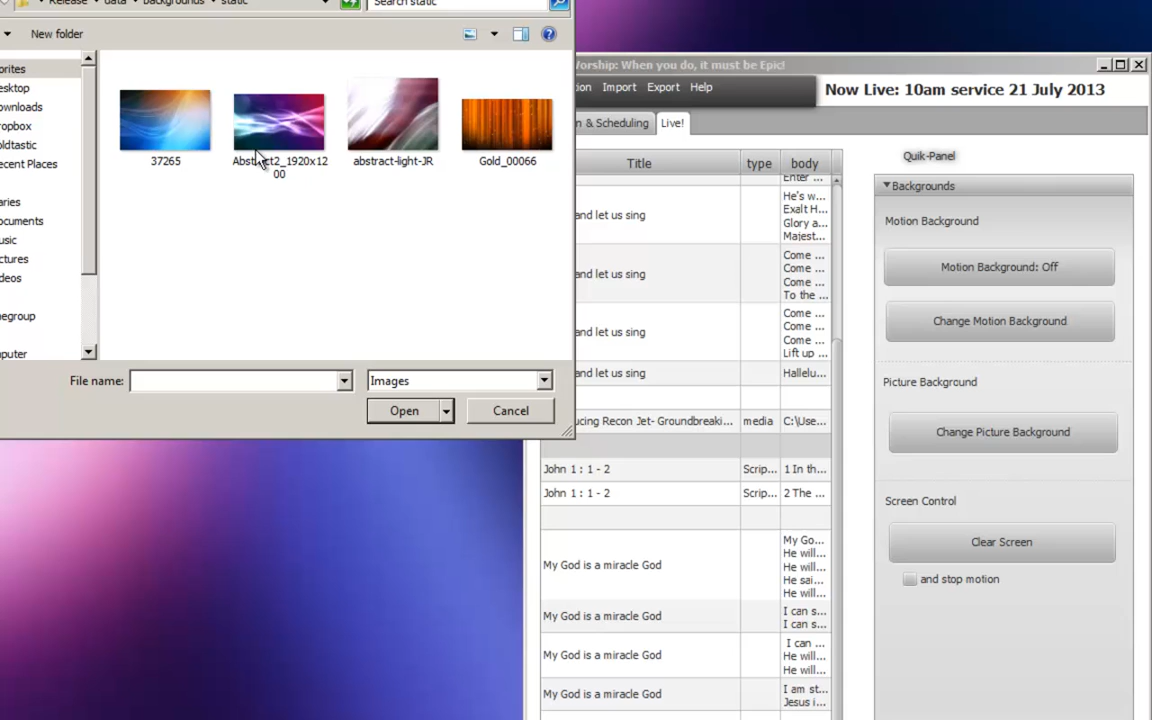 Release
data
backgrounds
static
Search static
New folder
orites
esktop
ownloads
ropbox
oldtastic
ecent Places
aries
ocuments
usic
ctures
deos
egroup
puter
37265
Abstract2_1920x12
00
abstract-light-JR
Gold_00066
File name:
Images
Open
Cancel
orship: When you do, it must be Epic!
ion Import Export Help
Now Live: 10am service 21 July 2013
n & Scheduling Live!
Title type body
Enter ...
and let us sing
He's w...
Exalt H...
Glory a...
Majest...
and let us sing
Come ...
Come ...
Come ...
To the ...
and let us sing
Come ...
Come ...
Come ...
Lift up ...
and let us sing Hallelu...
ucing Recon Jet- Groundbreaki... media C:\Use...
John 1 : 1 - 2 Scrip... 1 In th...
John 1 : 1 - 2 Scrip... 2 The ...
My God is a miracle God
My Go...
He will...
He will...
He sai...
He will...
My God is a miracle God
I can s...
I can s...
My God is a miracle God
I can ...
He will...
He will...
My God is a miracle God
I am st...
Jesus i...
Quik-Panel
Backgrounds
Motion Background
Motion Background: Off
Change Motion Background
Picture Background
Change Picture Background
Screen Control
Clear Screen
and stop motion